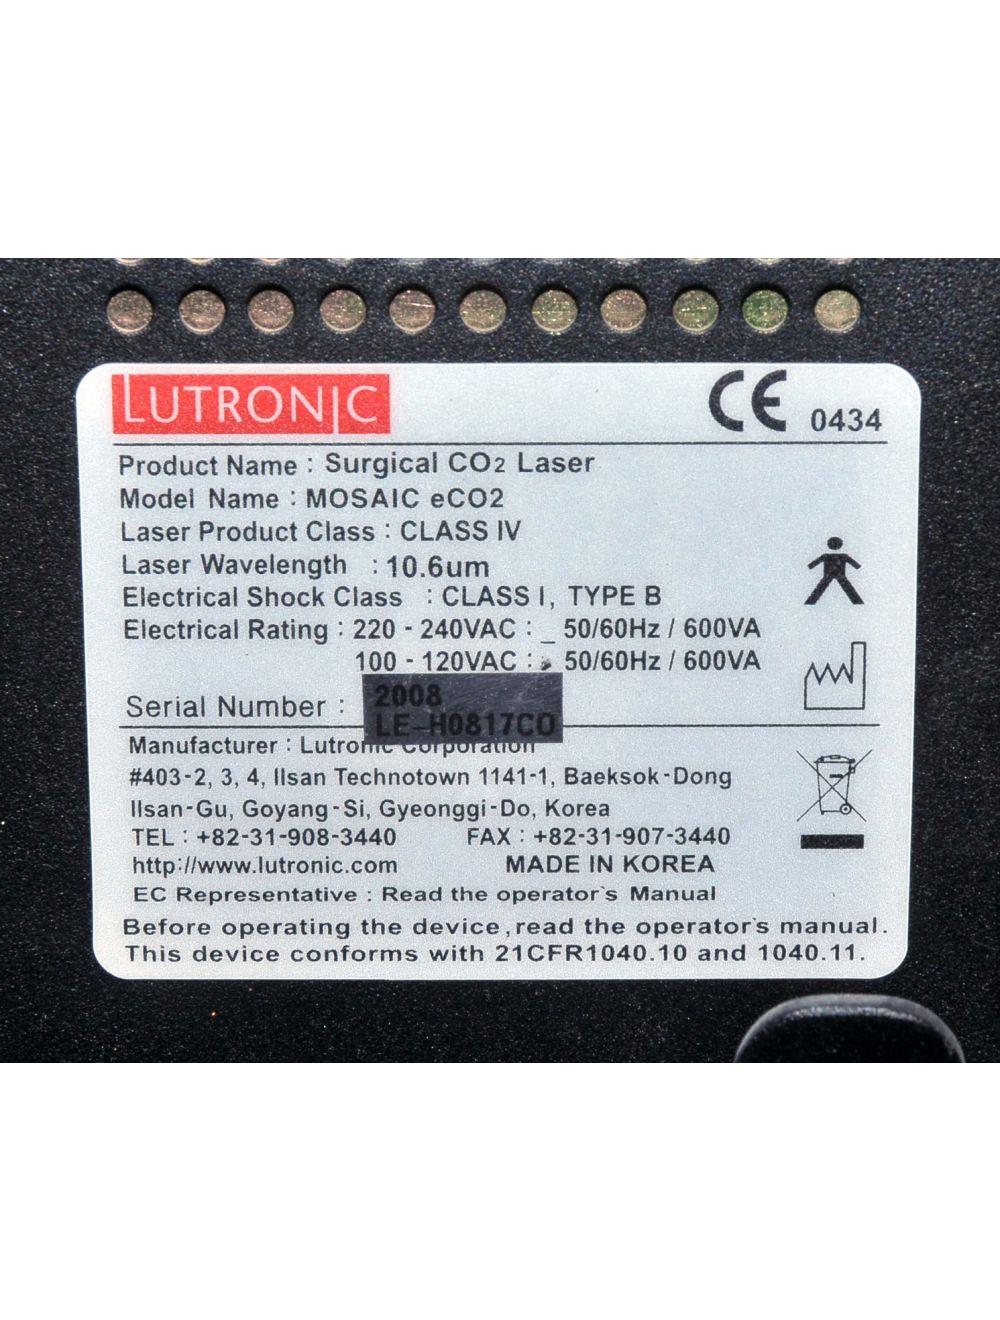 LUTRONIC
CE 0434
Product Name : Surgical CO2 Laser
Model Name : MOSAIC eCO2
Laser Product Class : CLASS IV
Laser Wavelength : 10.6um
Electrical Shock Class : CLASS I, TYPE B
Electrical Rating : 220 - 240VAC : _ 50/60Hz / 600VA
100 - 120VAC : 50/60Hz / 600VA
2008
Serial Number : LE-H0817CO
Manufacturer : Lutronic Corporation
#403-2, 3, 4, Ilsan Technotown 1141-1, Baeksok-Dong
Ilsan-Gu, Goyang-Si, Gyeonggi-Do, Korea
TEL : +82-31-908-3440 FAX : +82-31-907-3440
http://www.lutronic.com MADE IN KOREA
EC Representative : Read the operator`s Manual
Before operating the device,read the operator`s manual.
This device conforms with 21CFR1040.10 and 1040.11.